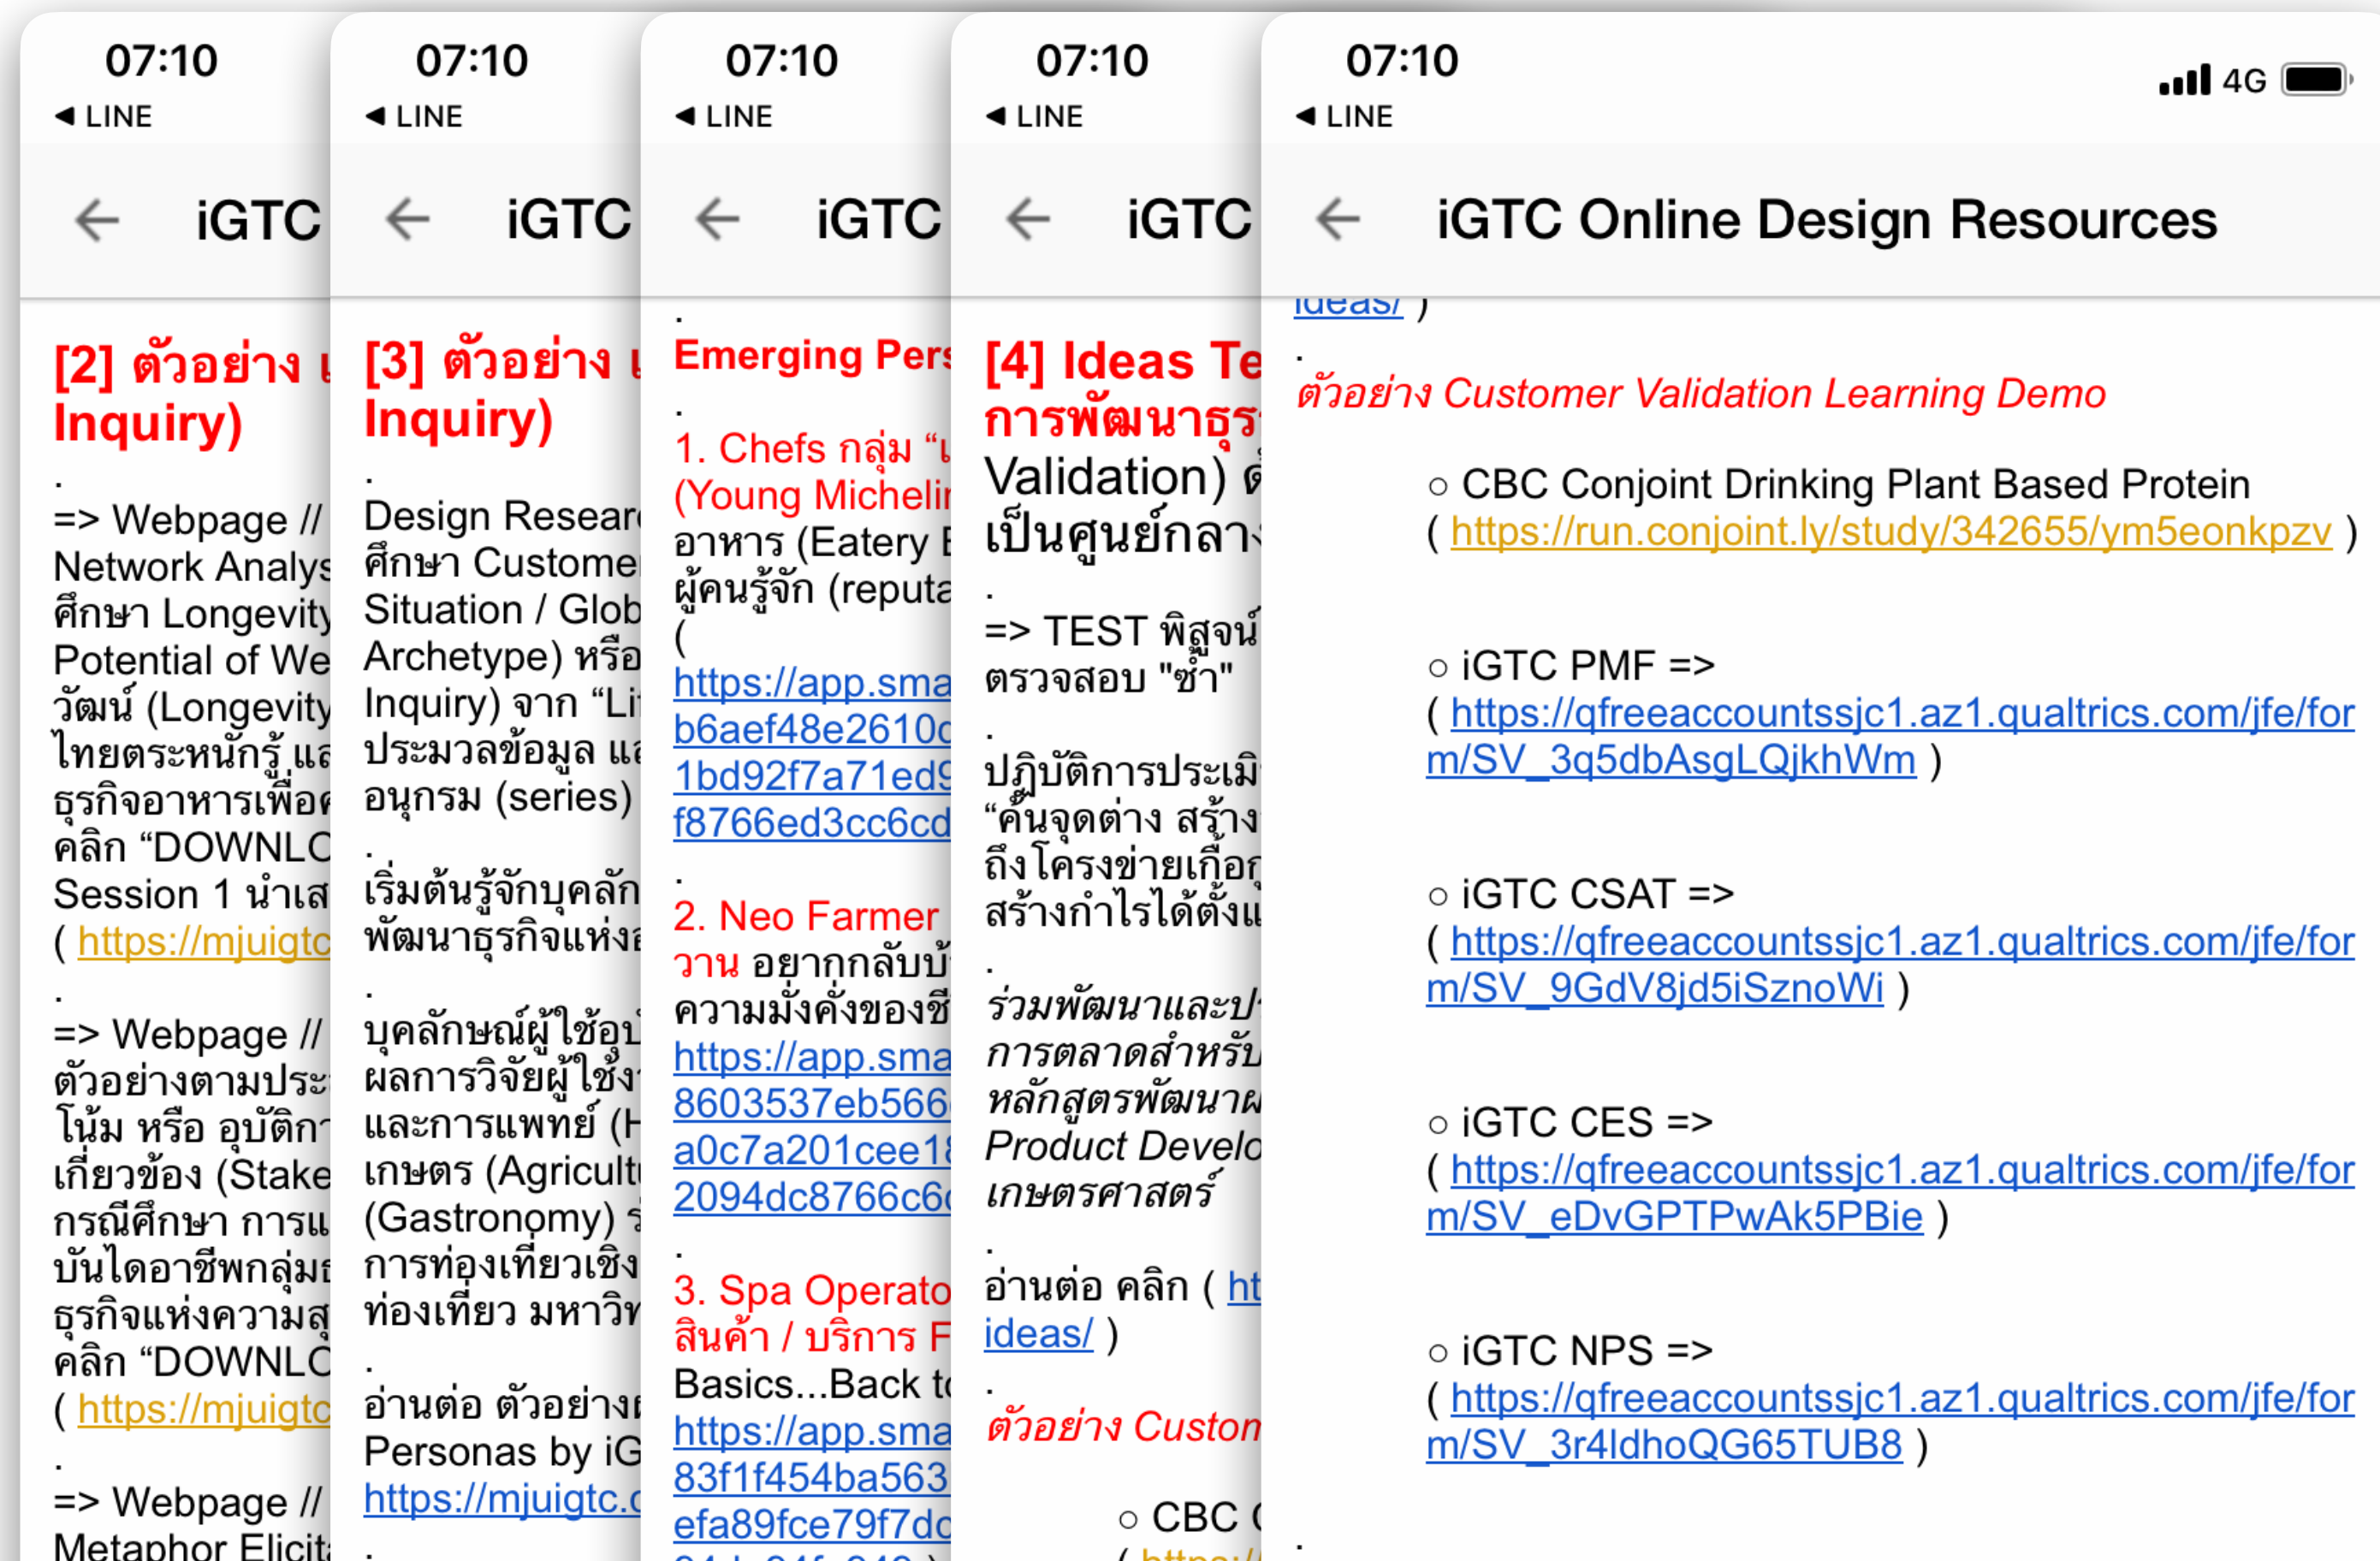 07:10
◀ LINE
← iGTC
[2] ตัวอย่าง
Inquiry)
.
=> Webpage //
Network Analys
ศึกษา Longevity
Potential of We
วัฒน์ (Longevity
ไทยตระหนักรู้ และ
ธุรกิจอาหารเพื่อ
คลิก “DOWNLO
Session 1 นำเส
( https://mjuigtc
.
=> Webpage //
ตัวอย่างตามประ
โน้ม หรือ อุบัติกา
เกี่ยวข้อง (Stake
กรณีศึกษา การแ
บันไดอาชีพกลุ่ม
ธุรกิจแห่งความสุ
คลิก “DOWNLO
( https://mjuigtc
.
=> Webpage //
Metaphor Elicit
07:10
◀ LINE
← iGTC
[3] ตัวอย่าง
Inquiry)
.
Design Resear
ศึกษา Customer
Situation / Glob
Archetype) หรือ
Inquiry) จาก “Li
ประมวลข้อมูล แล
อนุกรม (series)
.
เริ่มต้นรู้จักบุคลัก
พัฒนาธุรกิจแห่ง
.
บุคลักษณ์ผู้ใช้อุป
ผลการวิจัยผู้ใช้งา
และการแพทย์ (H
เกษตร (Agricult
(Gastronomy) ร่
การท่องเที่ยวเชิง
ท่องเที่ยว มหาวิท
.
อ่านต่อ ตัวอย่าง
Personas by iG
https://mjuigtc.c
.
07:10
◀ LINE
← iGTC
.
Emerging Pers
.
1. Chefs กลุ่ม “เ
(Young Michelin
อาหาร (Eatery E
ผู้คนรู้จัก (reputa
(
https://app.sma
b6aef48e2610c
1bd92f7a71ed9
f8766ed3cc6cd
.
2. Neo Farmer
วาน อยากกลับบ้
ความมั่งคั่งของชี
https://app.sma
8603537eb566
a0c7a201cee18
2094dc8766c6c
.
3. Spa Operato
สินค้า / บริการ F
Basics...Back to
https://app.sma
83f1f454ba563
efa89fce79f7dc
07:10
◀ LINE
← iGTC
[4] Ideas Te
การพัฒนาธุร
Validation) ด้
เป็นศูนย์กลาง
.
=> TEST พิสูจน์
ตรวจสอบ "ซ้ำ"
.
ปฏิบัติการประเมิ
“ค้นจุดต่าง สร้าง
ถึงโครงข่ายเกื้อกู
สร้างกำไรได้ตั้งแ
.
ร่วมพัฒนาและป
การตลาดสำหรับ
หลักสูตรพัฒนาผ
Product Develo
เกษตรศาสตร์
.
อ่านต่อ คลิก ( ht
ideas/ )
.
ตัวอย่าง Custom
○ CBC C
( https://
07:10
4G
◀ LINE
← iGTC Online Design Resources
ideas/ )
.
ตัวอย่าง Customer Validation Learning Demo
○ CBC Conjoint Drinking Plant Based Protein
( https://run.conjoint.ly/study/342655/ym5eonkpzv )
○ iGTC PMF =>
( https://qfreeaccountssjc1.az1.qualtrics.com/jfe/for
m/SV_3q5dbAsgLQjkhWm )
○ iGTC CSAT =>
( https://qfreeaccountssjc1.az1.qualtrics.com/jfe/for
m/SV_9GdV8jd5iSznoWi )
○ iGTC CES =>
( https://qfreeaccountssjc1.az1.qualtrics.com/jfe/for
m/SV_eDvGPTPwAk5PBie )
○ iGTC NPS =>
( https://qfreeaccountssjc1.az1.qualtrics.com/jfe/for
m/SV_3r4ldhoQG65TUB8 )
.